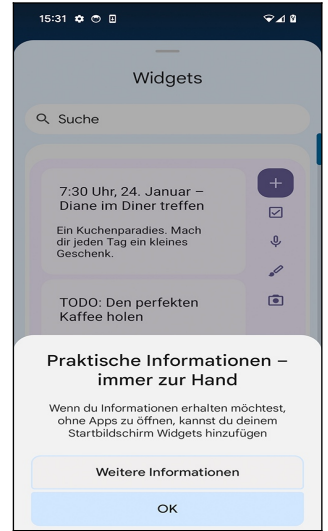 15:31
Widgets
Suche
7:30 Uhr, 24. Januar –
Diane im Diner treffen
Ein Kuchenparadies. Mach
dir jeden Tag ein kleines
Geschenk.
TODO: Den perfekten
Kaffee holen
Praktische Informationen –
immer zur Hand
Wenn du Informationen erhalten möchtest,
ohne Apps zu öffnen, kannst du deinem
Startbildschirm Widgets hinzufügen
Weitere Informationen
OK